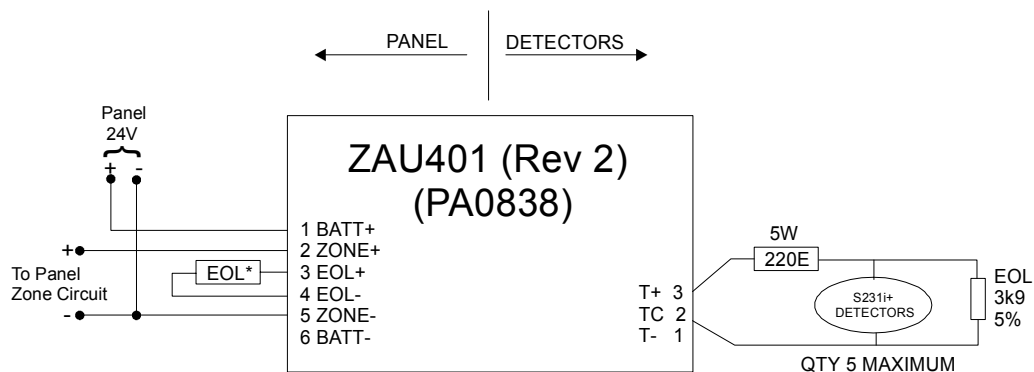 PANEL
DETECTORS
Panel
24V
+ -
ZAU401 (Rev 2)
(PA0838)
1 BATT+
2 ZONE+
3 EOL+
4 EOL-
5 ZONE-
6 BATT-
+
EOL*
To Panel
Zone Circuit
-
T+ 3
TC 2
T- 1
5W
220E
S231i+
DETECTORS
EOL
3k9
5%
QTY 5 MAXIMUM